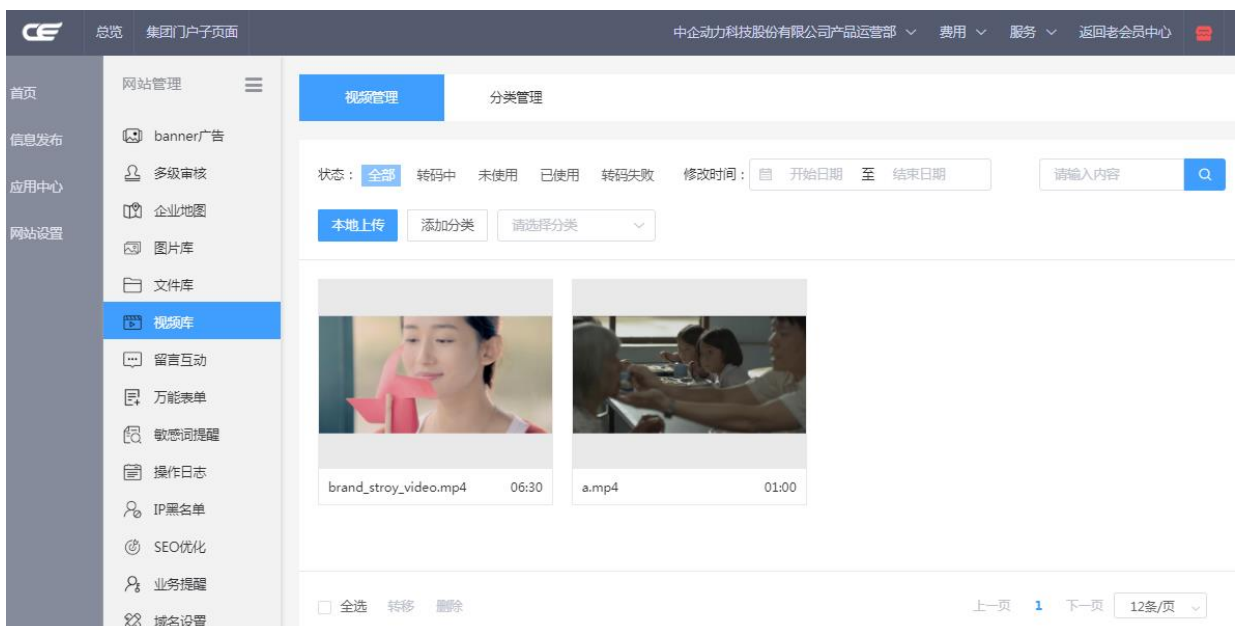 CE 总览 集团门户子页面 中企动力科技股份有限公司产品运营部 费用 服务 返回老会员中心
首页
信息发布
应用中心
网站设置
网站管理
banner广告
多级审核
企业地图
图片库
文件库
视频库
留言互动
万能表单
敏感词提醒
操作日志
IP黑名单
SEO优化
业务提醒
域名设置
视频管理 分类管理
状态： 全部 转码中 未使用 已使用 转码失败 修改时间： 开始日期 至 结束日期 请输入内容
本地上传 添加分类 请选择分类
brand_stroy_video.mp4 06:30 a.mp4 01:00
全选 转移 删除 上一页 1 下一页 12条/页